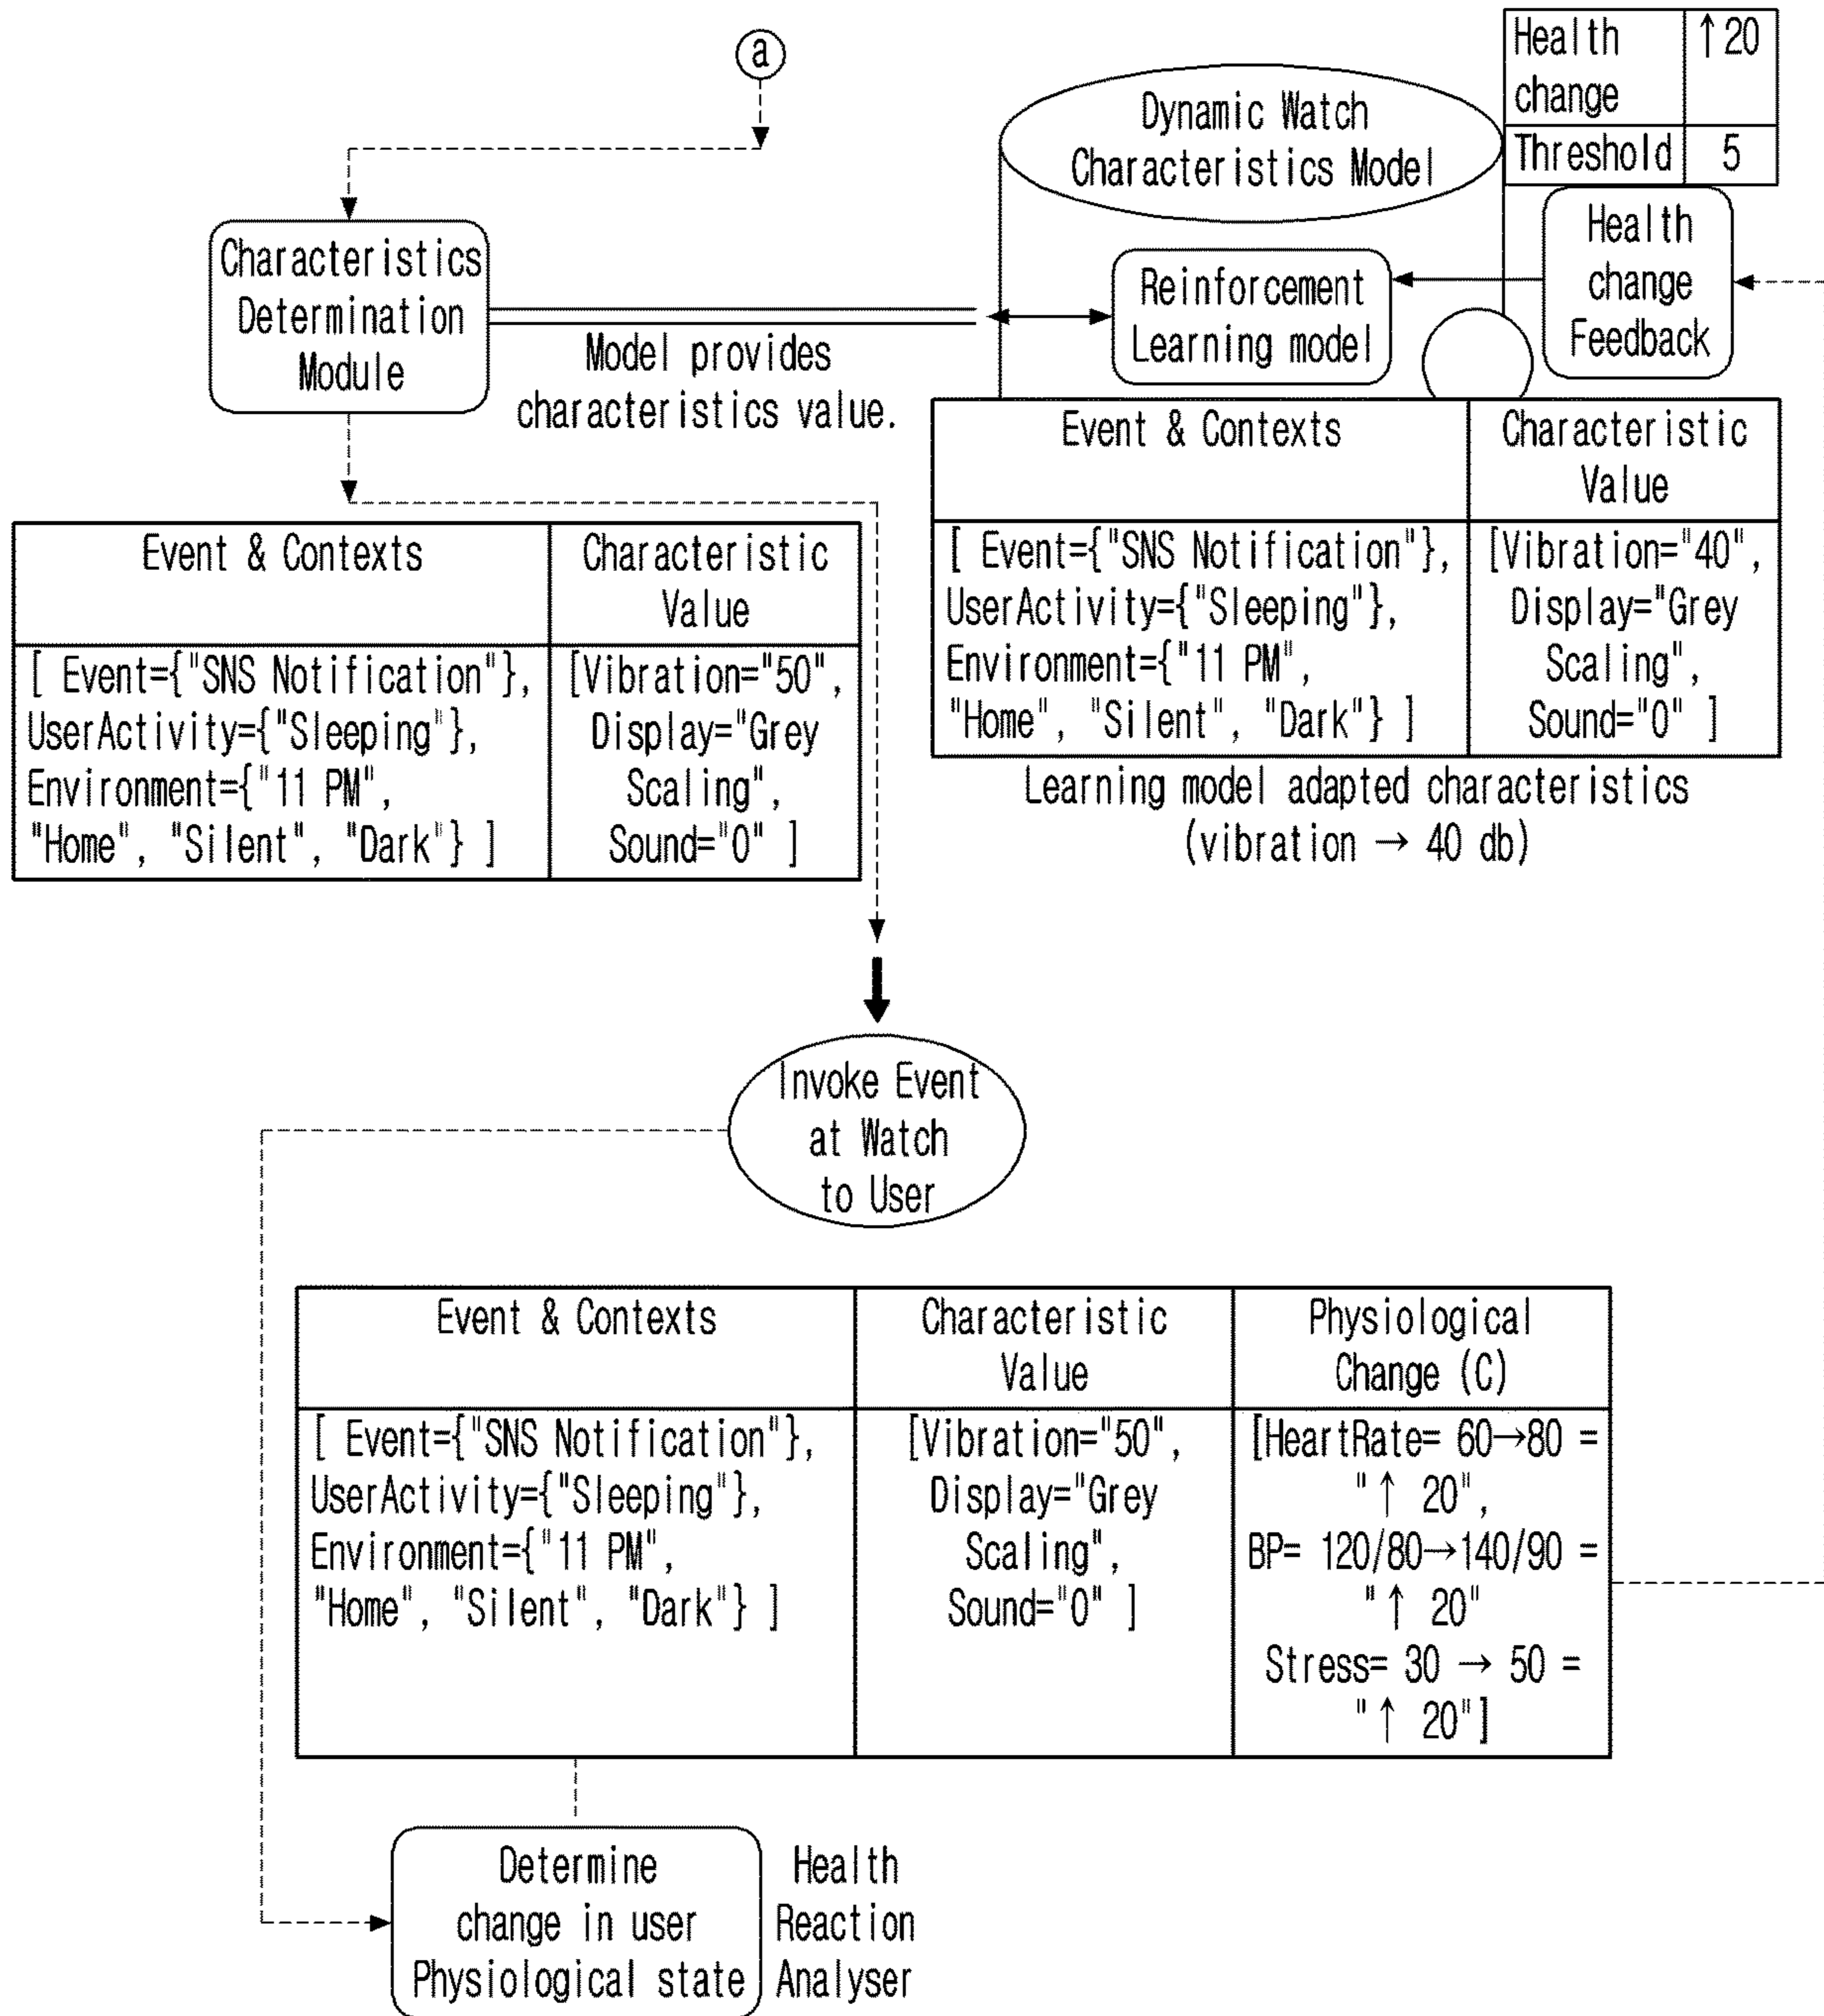 a
Health
change
↑20
Threshold
5
Dynamic Watch
Characteristics Model
Characteristics
Determination
Module
Model provides
characteristics value.
Reinforcement
Learning model
Health
change
Feedback
Event & Contexts
Characteristic
Value
[ Event={"SNS Notification"},
UserActivity={"Sleeping"},
Environment={"11 PM",
"Home", "Silent", "Dark"} ]
[Vibration="40",
Display="Grey
Scaling",
Sound="0" ]
Learning model adapted characteristics
(vibration → 40 db)
Event & Contexts
Characteristic
Value
[ Event={"SNS Notification"},
UserActivity={"Sleeping"},
Environment={"11 PM",
"Home", "Silent", "Dark"} ]
[Vibration="50",
Display="Grey
Scaling",
Sound="0" ]
Invoke Event
at Watch
to User
Event & Contexts
Characteristic
Value
Physiological
Change (C)
[ Event={"SNS Notification"},
UserActivity={"Sleeping"},
Environment={"11 PM",
"Home", "Silent", "Dark"} ]
[Vibration="50",
Display="Grey
Scaling",
Sound="0" ]
[HeartRate= 60→80 =
"↑ 20",
BP= 120/80→140/90 =
"↑ 20"
Stress= 30 → 50 =
"↑ 20"]
Determine
change in user
Physiological state
Health
Reaction
Analyser